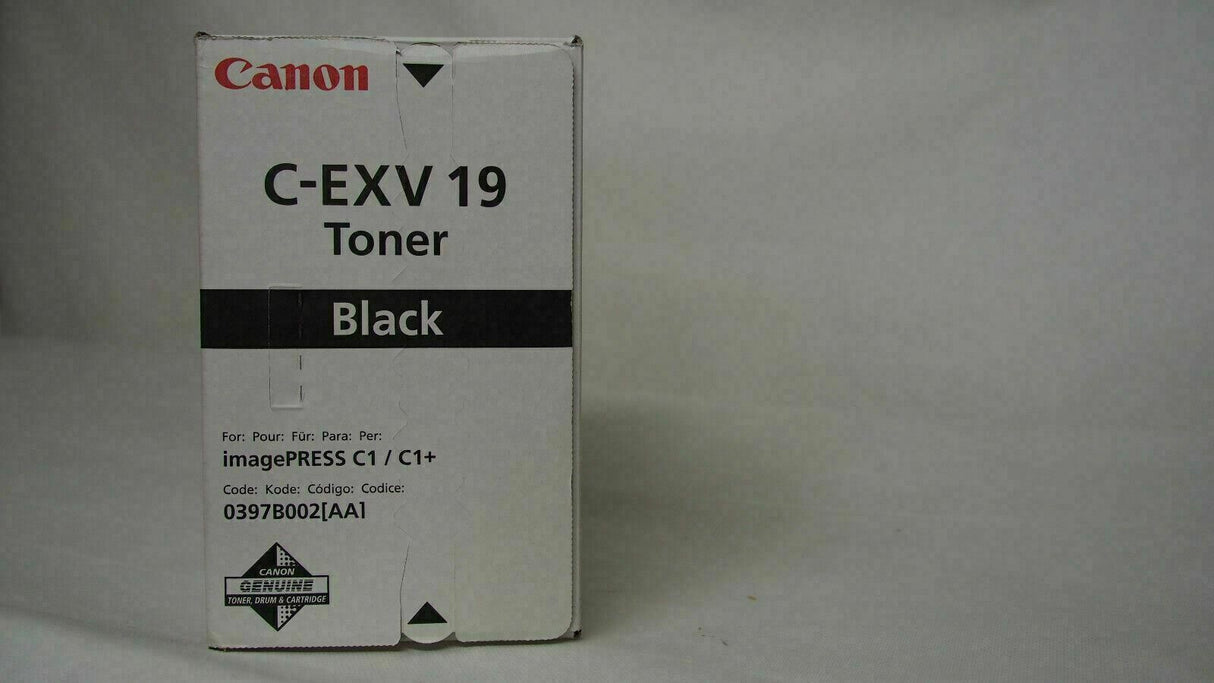 Canon
C-EXV 19
Toner
Black
For: Pour: Für: Para: Per:
imagePRESS C1 / C1+
Code: Kode: Código: Codice:
0397B002[AA]
CANON
GENUINE
TONER, DRUM & CARTRIDGE